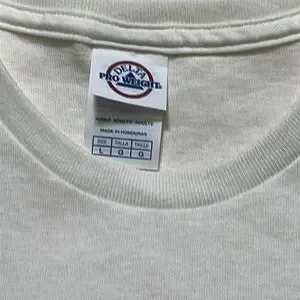 DELTA
PRO WEIGHT
ADULT·ADULTO·ADULTE
MADE IN HONDURAS
SIZE TALLA TAILLE
L G G